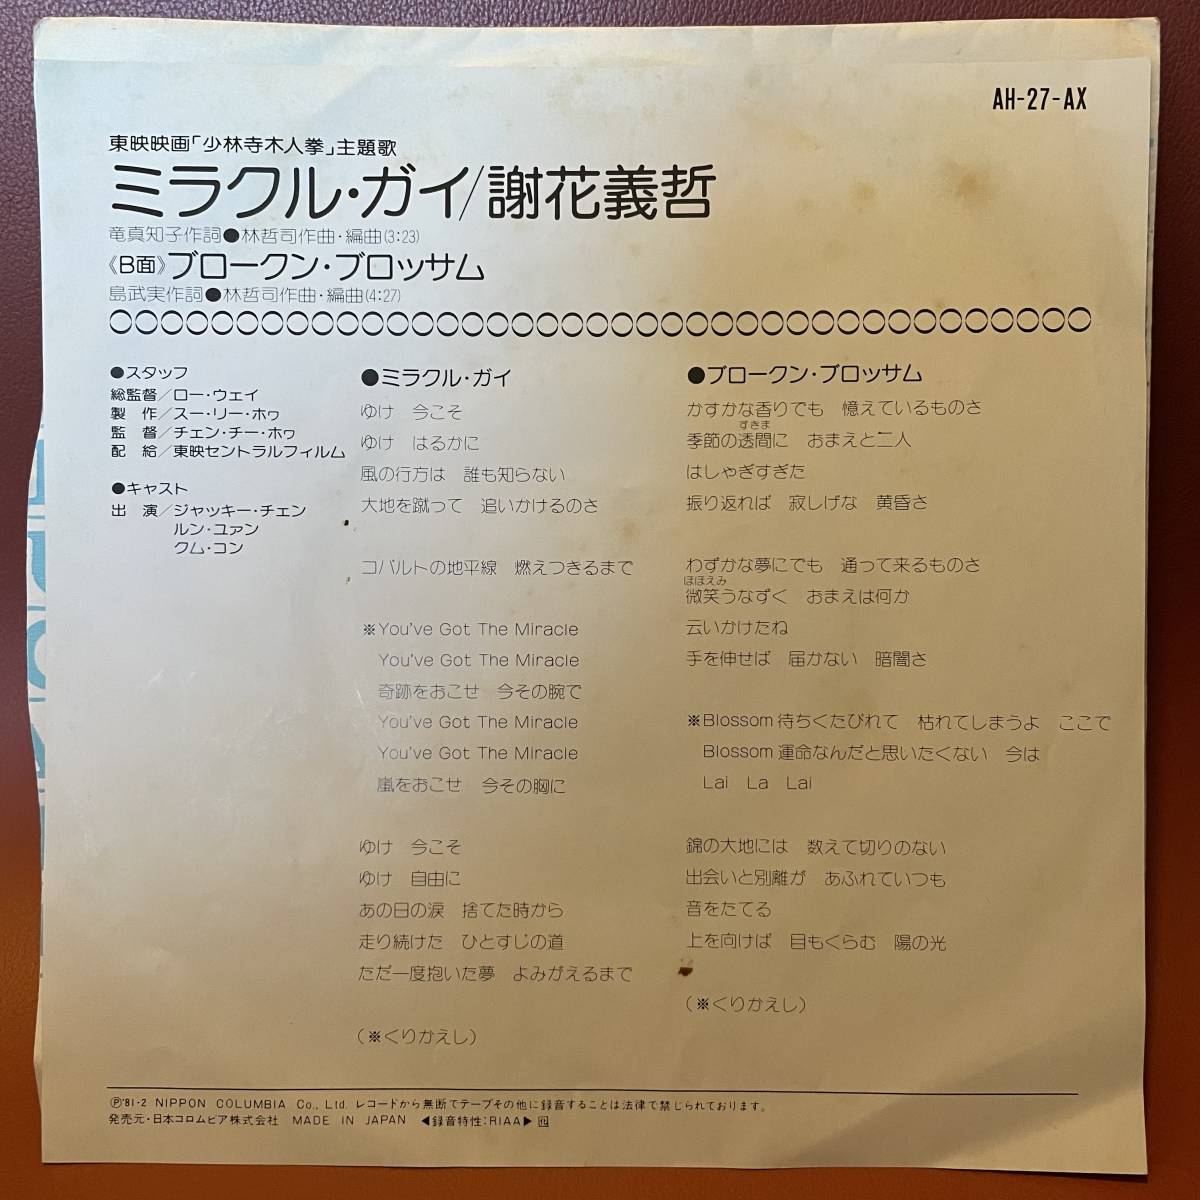 AH-27-AX
東映映画「少林寺木人拳」主題歌
ミラクル・ガイ/謝花義哲
竜真知子作詞●林哲司作曲・編曲(3:23)
《B面》ブロークン・ブロッサム
島武実作詞●林哲司作曲・編曲(4:27)
●スタッフ
総監督/ロー・ウェイ
製　作/スー・リー・ホヮ
監　督/チェン・チー・ホヮ
配　給/東映セントラルフィルム
●キャスト
出　演/ジャッキー・チェン
ルン・ユァン
クム・コン
●ミラクル・ガイ
ゆけ　今こそ
ゆけ　はるかに
風の行方は　誰も知らない
大地を蹴って　追いかけるのさ
コバルトの地平線　燃えつきるまで
※You've Got The Miracle
You've Got The Miracle
奇跡をおこせ　今その腕で
You've Got The Miracle
You've Got The Miracle
嵐をおこせ　今その胸に
ゆけ　今こそ
ゆけ　自由に
あの日の涙　捨てた時から
走り続けた　ひとすじの道
ただ一度抱いた夢　よみがえるまで
(※くりかえし)
●ブロークン・ブロッサム
かすかな香りでも　憶えているものさ
すきま
季節の透間に　おまえと二人
はしゃぎすぎた
振り返れば　寂しげな　黄昏さ
わずかな夢にでも　通って来るものさ
ほほえみ
微笑うなずく　おまえは何か
云いかけたね
手を伸せば　届かない　暗闇さ
※Blossom 待ちくたびれて　枯れてしまうよ　ここで
Blossom 運命なんだと思いたくない　今は
Lai　La　Lai
錦の大地には　数えて切りのない
出会いと別離が　あふれていつも
音をたてる
上を向けば　目もくらむ　陽の光
(※くりかえし)
Ⓟ'81・2 NIPPON COLUMBIA Co., Ltd. レコードから無断でテープその他に録音することは法律で禁じられております。
発売元・日本コロムビア株式会社　MADE IN JAPAN　◀録音特性：RIAA▶